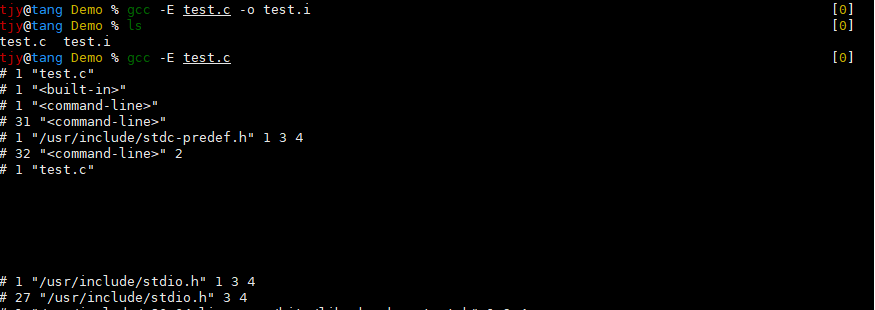 tjy@tang Demo % gcc -E test.c -o test.i [0]
tjy@tang Demo % ls [0]
test.c  test.i
tjy@tang Demo % gcc -E test.c [0]
# 1 "test.c"
# 1 "<built-in>"
# 1 "<command-line>"
# 31 "<command-line>"
# 1 "/usr/include/stdc-predef.h" 1 3 4
# 32 "<command-line>" 2
# 1 "test.c"
# 1 "/usr/include/stdio.h" 1 3 4
# 27 "/usr/include/stdio.h" 3 4